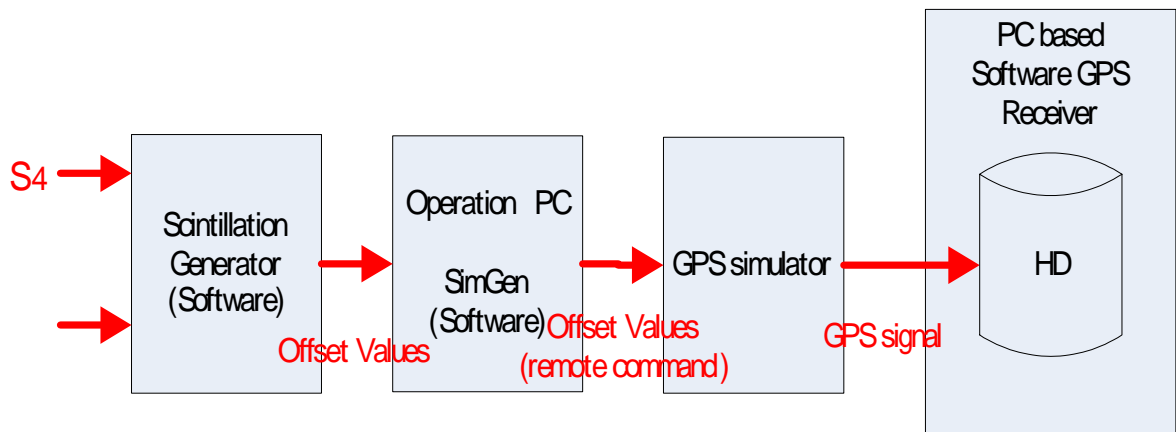 S4
Scintillation
Generator
(Software)
Offset Values
Operation PC
SimGen
(Software)
Offset Values
(remote command)
GPS simulator
GPS signal
PC based
Software GPS
Receiver
HD